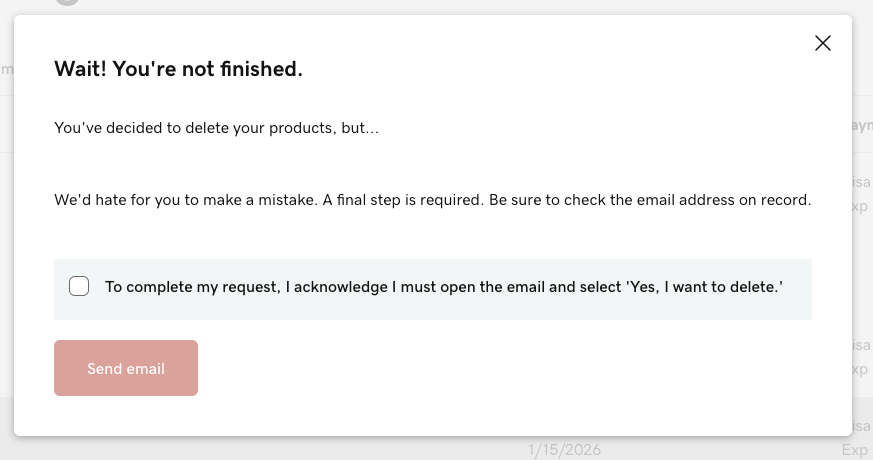 Wait! You're not finished.
You've decided to delete your products, but...
We'd hate for you to make a mistake. A final step is required. Be sure to check the email address on record.
To complete my request, I acknowledge I must open the email and select 'Yes, I want to delete.'
Send email
1/15/2026
Exp